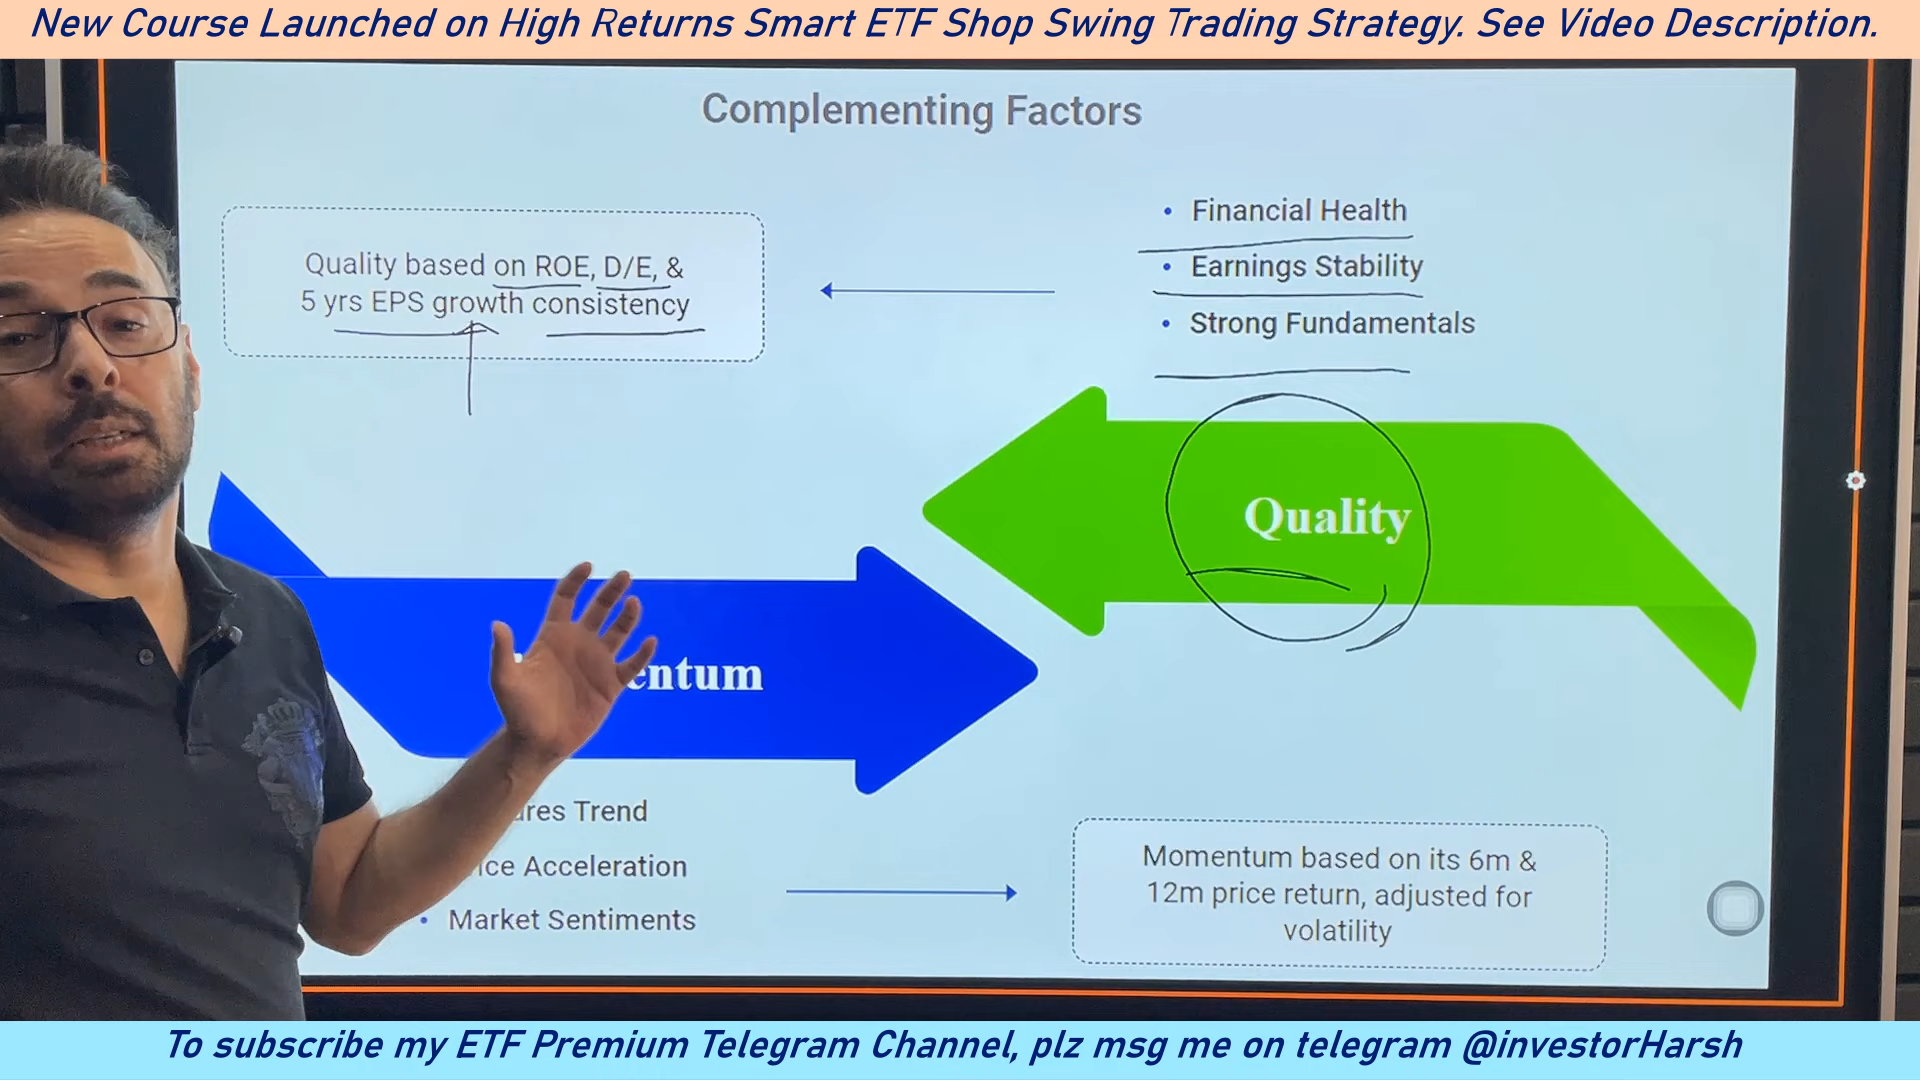 New Course Launched on High Returns Smart ETF Shop Swing Trading Strategy. See Video Description.
Complementing Factors
Quality based on ROE, D/E, &
5 yrs EPS growth consistency
• Financial Health
• Earnings Stability
• Strong Fundamentals
Quality
Trend
Acceleration
• Market Sentiments
Momentum based on its 6m &
12m price return, adjusted for
volatility
To subscribe my ETF Premium Telegram Channel, plz msg me on telegram @investorHarsh